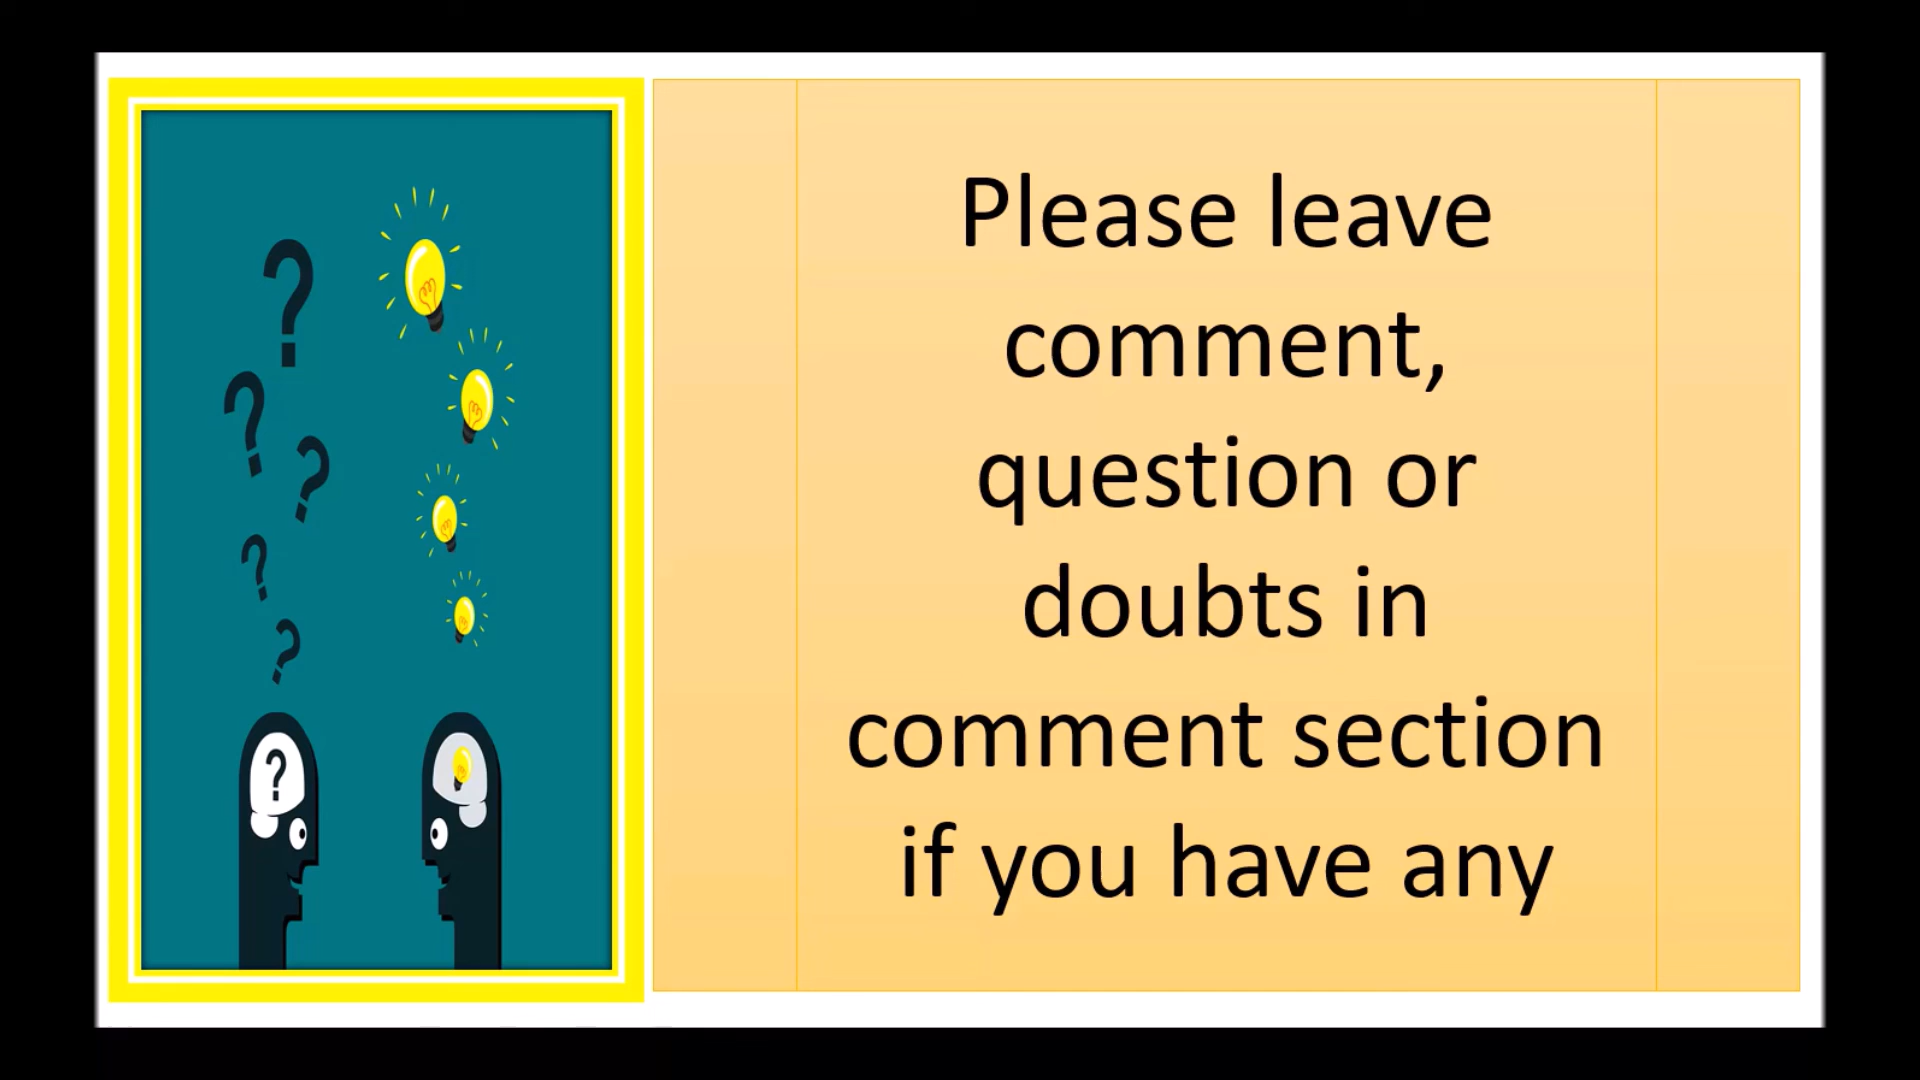 Please leave
comment,
question or
doubts in
comment section
if you have any